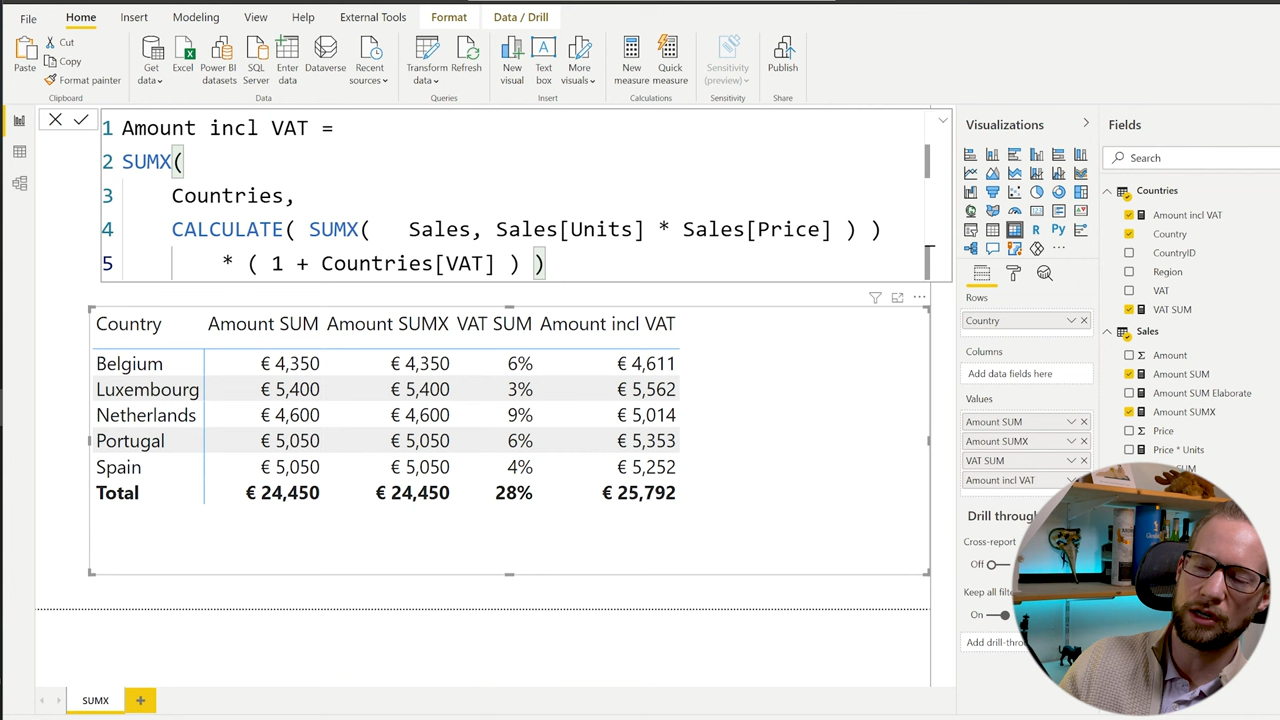 File Home Insert Modeling View Help External Tools Format Data / Drill
Cut
Copy
Format painter
Paste
Get data
Excel
Power BI datasets
SQL Server
Enter data
Dataverse
Recent sources
Transform data
Refresh
New visual
Text box
More visuals
New measure
Quick measure
Sensitivity (preview)
Publish
Clipboard Data Queries Insert Calculations Sensitivity Share
1 Amount incl VAT =
2 SUMX(
3 Countries,
4 CALCULATE( SUMX( Sales, Sales[Units] * Sales[Price] ) )
5 * ( 1 + Countries[VAT] ) )
Country Amount SUM Amount SUMX VAT SUM Amount incl VAT
Belgium € 4,350 € 4,350 6% € 4,611
Luxembourg € 5,400 € 5,400 3% € 5,562
Netherlands € 4,600 € 4,600 9% € 5,014
Portugal € 5,050 € 5,050 6% € 5,353
Spain € 5,050 € 5,050 4% € 5,252
Total € 24,450 € 24,450 28% € 25,792
SUMX
Visualizations
R Py
Rows
Country
Columns
Add data fields here
Values
Amount SUM
Amount SUMX
VAT SUM
Amount incl VAT
Drill through
Cross-report
Off
Keep all
On
Fields
Search
Countries
Amount incl VAT
Country
CountryID
Region
VAT
VAT SUM
Sales
Amount
Amount SUM
Amount SUM Elaborate
Amount SUMX
Price
Price * Units
SUM